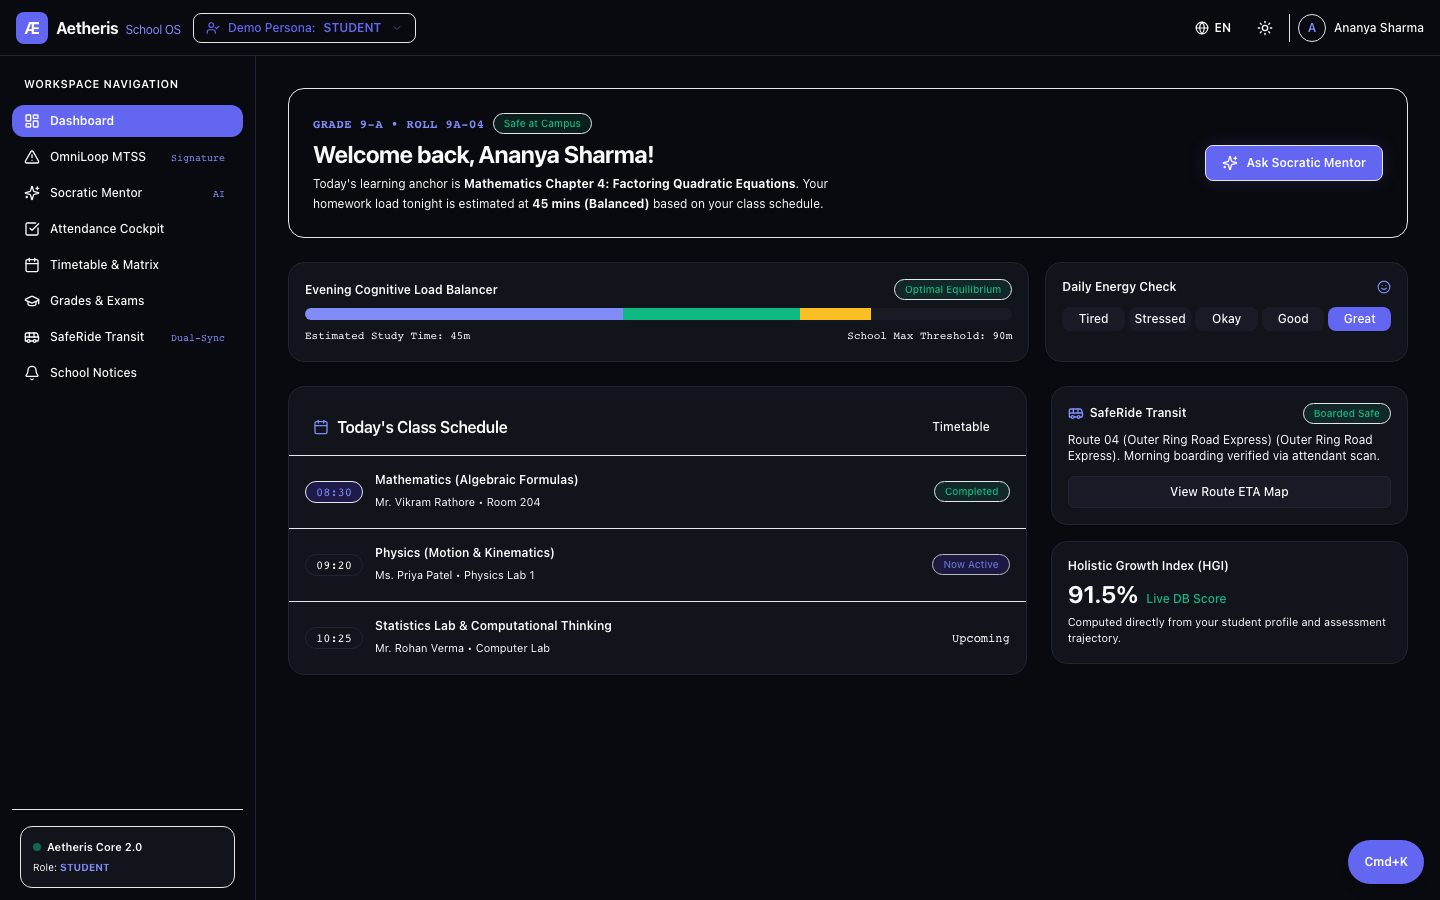 Æ Aetheris School OS
Demo Persona: STUDENT
EN
A Ananya Sharma
WORKSPACE NAVIGATION
Dashboard
OmniLoop MTSS Signature
Socratic Mentor AI
Attendance Cockpit
Timetable & Matrix
Grades & Exams
SafeRide Transit Dual-Sync
School Notices
Aetheris Core 2.0
Role: STUDENT
GRADE 9-A • ROLL 9A-04 Safe at Campus
Welcome back, Ananya Sharma!
Today's learning anchor is Mathematics Chapter 4: Factoring Quadratic Equations. Your
homework load tonight is estimated at 45 mins (Balanced) based on your class schedule.
Ask Socratic Mentor
Evening Cognitive Load Balancer Optimal Equilibrium
Estimated Study Time: 45m School Max Threshold: 90m
Daily Energy Check
Tired Stressed Okay Good Great
Today's Class Schedule Timetable
08:30 Mathematics (Algebraic Formulas) Completed
Mr. Vikram Rathore • Room 204
09:20 Physics (Motion & Kinematics) Now Active
Ms. Priya Patel • Physics Lab 1
10:25 Statistics Lab & Computational Thinking Upcoming
Mr. Rohan Verma • Computer Lab
SafeRide Transit Boarded Safe
Route 04 (Outer Ring Road Express) (Outer Ring Road
Express). Morning boarding verified via attendant scan.
View Route ETA Map
Holistic Growth Index (HGI)
91.5% Live DB Score
Computed directly from your student profile and assessment
trajectory.
Cmd+K